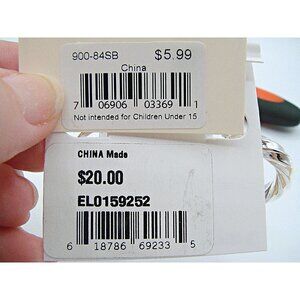 900-84SB $5.99
China
7 06906 03369 1
Not intended for Children Under 15
CHINA Made
$20.00
EL0159252
6 18786 69233 5